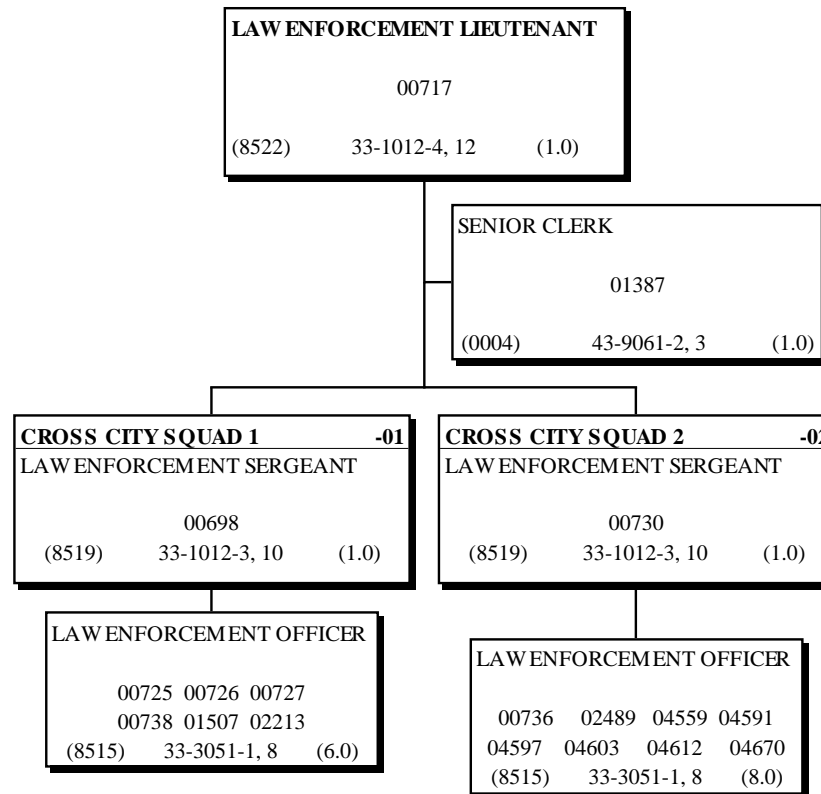 LAW ENFORCEMENT LIEUTENANT
00717
(8522) 33-1012-4, 12 (1.0)
SENIOR CLERK
01387
(0004) 43-9061-2, 3 (1.0)
CROSS CITY SQUAD 1 -01
LAW ENFORCEMENT SERGEANT
00698
(8519) 33-1012-3, 10 (1.0)
LAW ENFORCEMENT OFFICER
00725 00726 00727
00738 01507 02213
(8515) 33-3051-1, 8 (6.0)
CROSS CITY SQUAD 2 -02
LAW ENFORCEMENT SERGEANT
00730
(8519) 33-1012-3, 10 (1.0)
LAW ENFORCEMENT OFFICER
00736 02489 04559 04591
04597 04603 04612 04670
(8515) 33-3051-1, 8 (8.0)